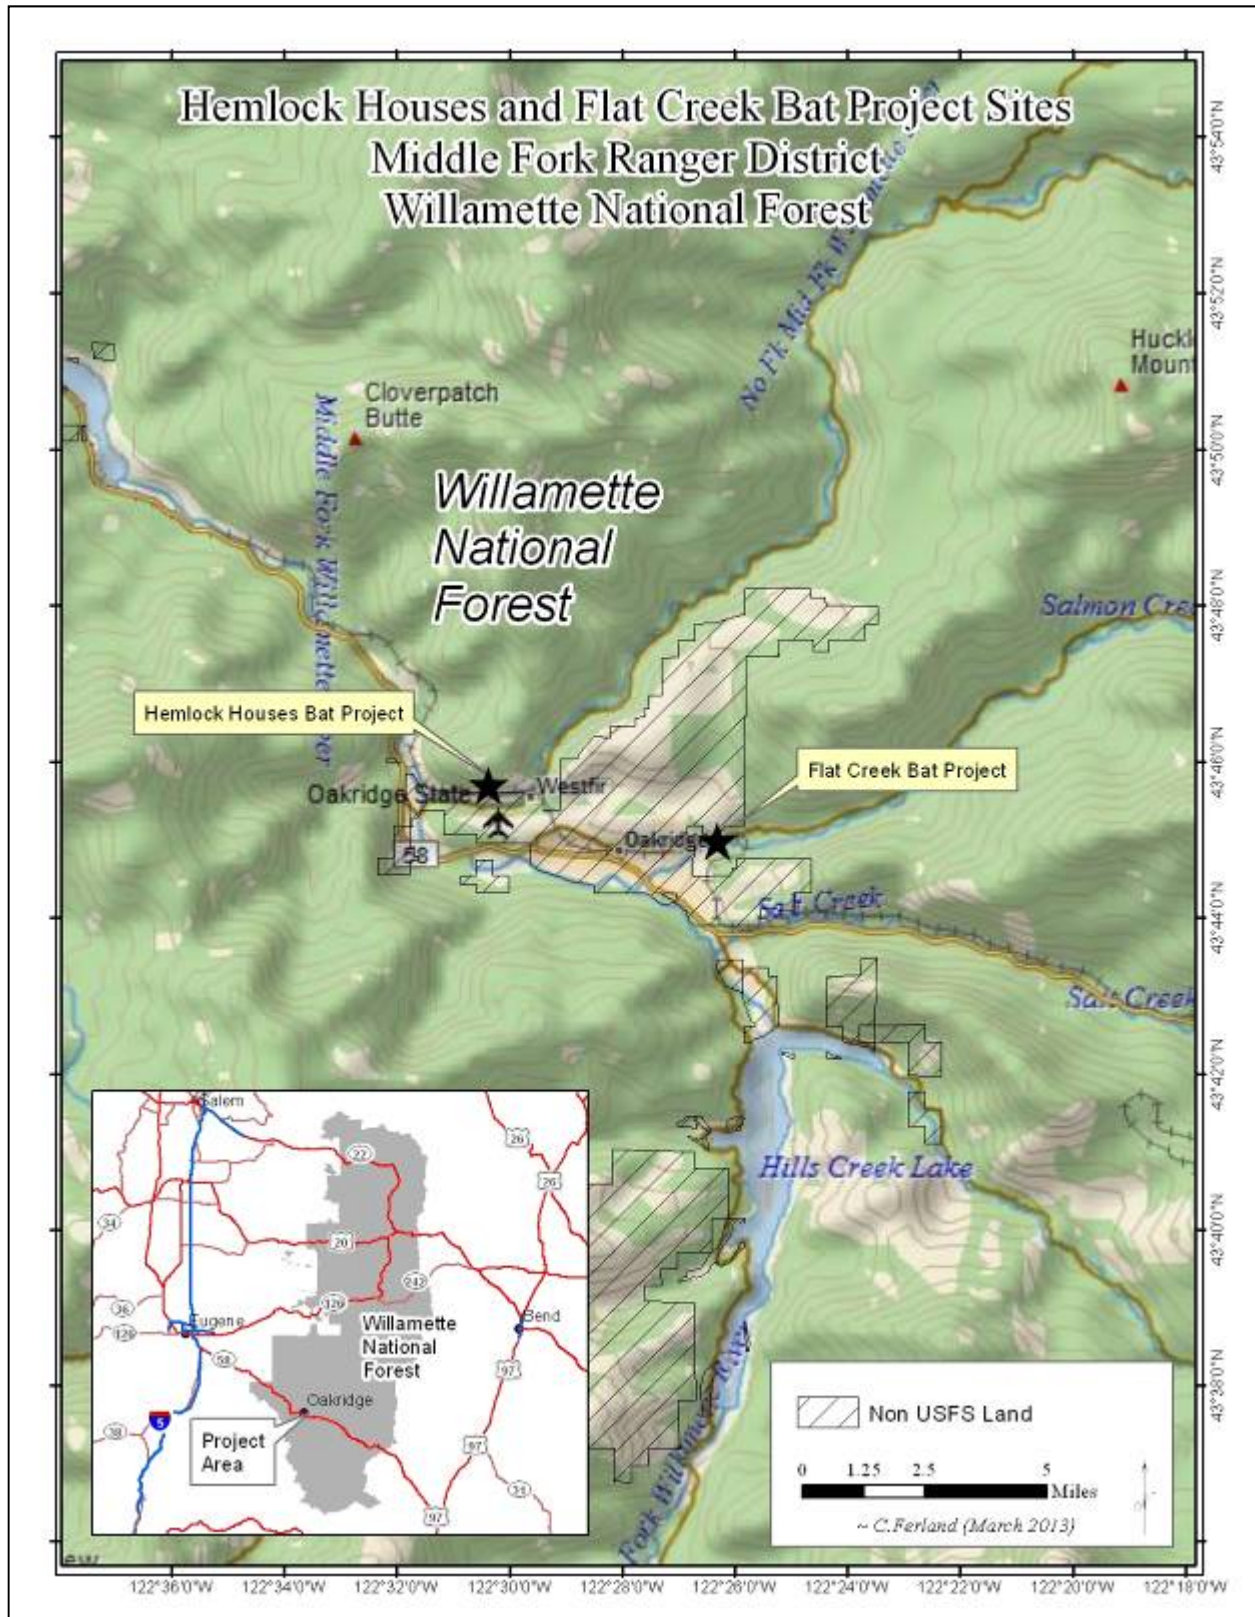 Hemlock Houses and Flat Creek Bat Project Sites
Middle Fork Ranger District
Willamette National Forest
No Fk Mid Fk
Huckl
Mount
Cloverpatch
Butte
Willamette
National
Forest
Middle Fork Willamette
Salmon Cree
Hemlock Houses Bat Project
Flat Creek Bat Project
Oakridge State
Westfir
Oakridge
58
Salt Creek
Salt Creek
Hills Creek Lake
Fork Willamette River
43°54'0"N
43°52'0"N
43°50'0"N
43°48'0"N
43°46'0"N
43°44'0"N
43°42'0"N
43°40'0"N
43°38'0"N
Salem
22
26
26
34
20
242
36
126
126
Eugene
Willamette
National
Forest
Bend
58
97
Oakridge
5
38
Project
Area
97
31
97
Non USFS Land
0 1.25 2.5 5
Miles
~ C.Ferland (March 2013)
122°36'0"W 122°34'0"W 122°32'0"W 122°30'0"W 122°28'0"W 122°26'0"W 122°24'0"W 122°22'0"W 122°20'0"W 122°18'0"W